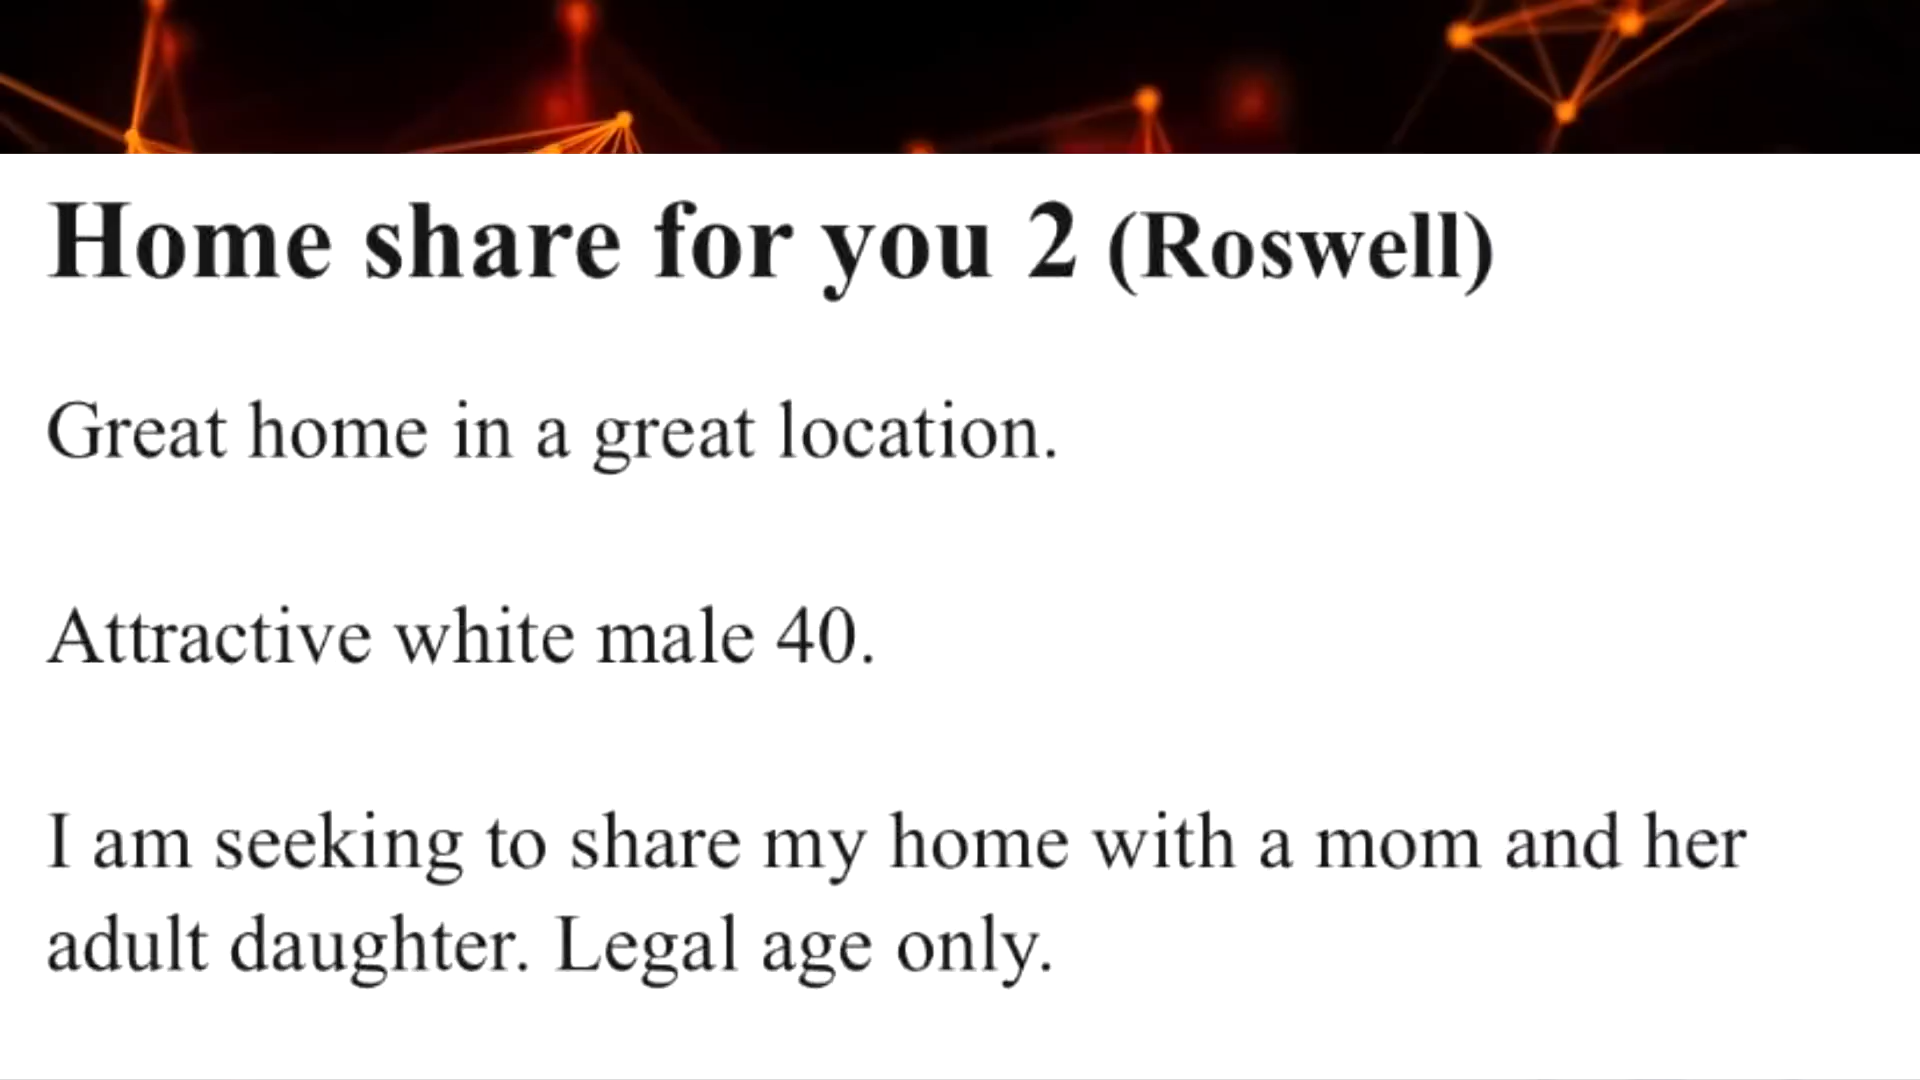 Home share for you 2 (Roswell)
Great home in a great location.
Attractive white male 40.
I am seeking to share my home with a mom and her
adult daughter. Legal age only.